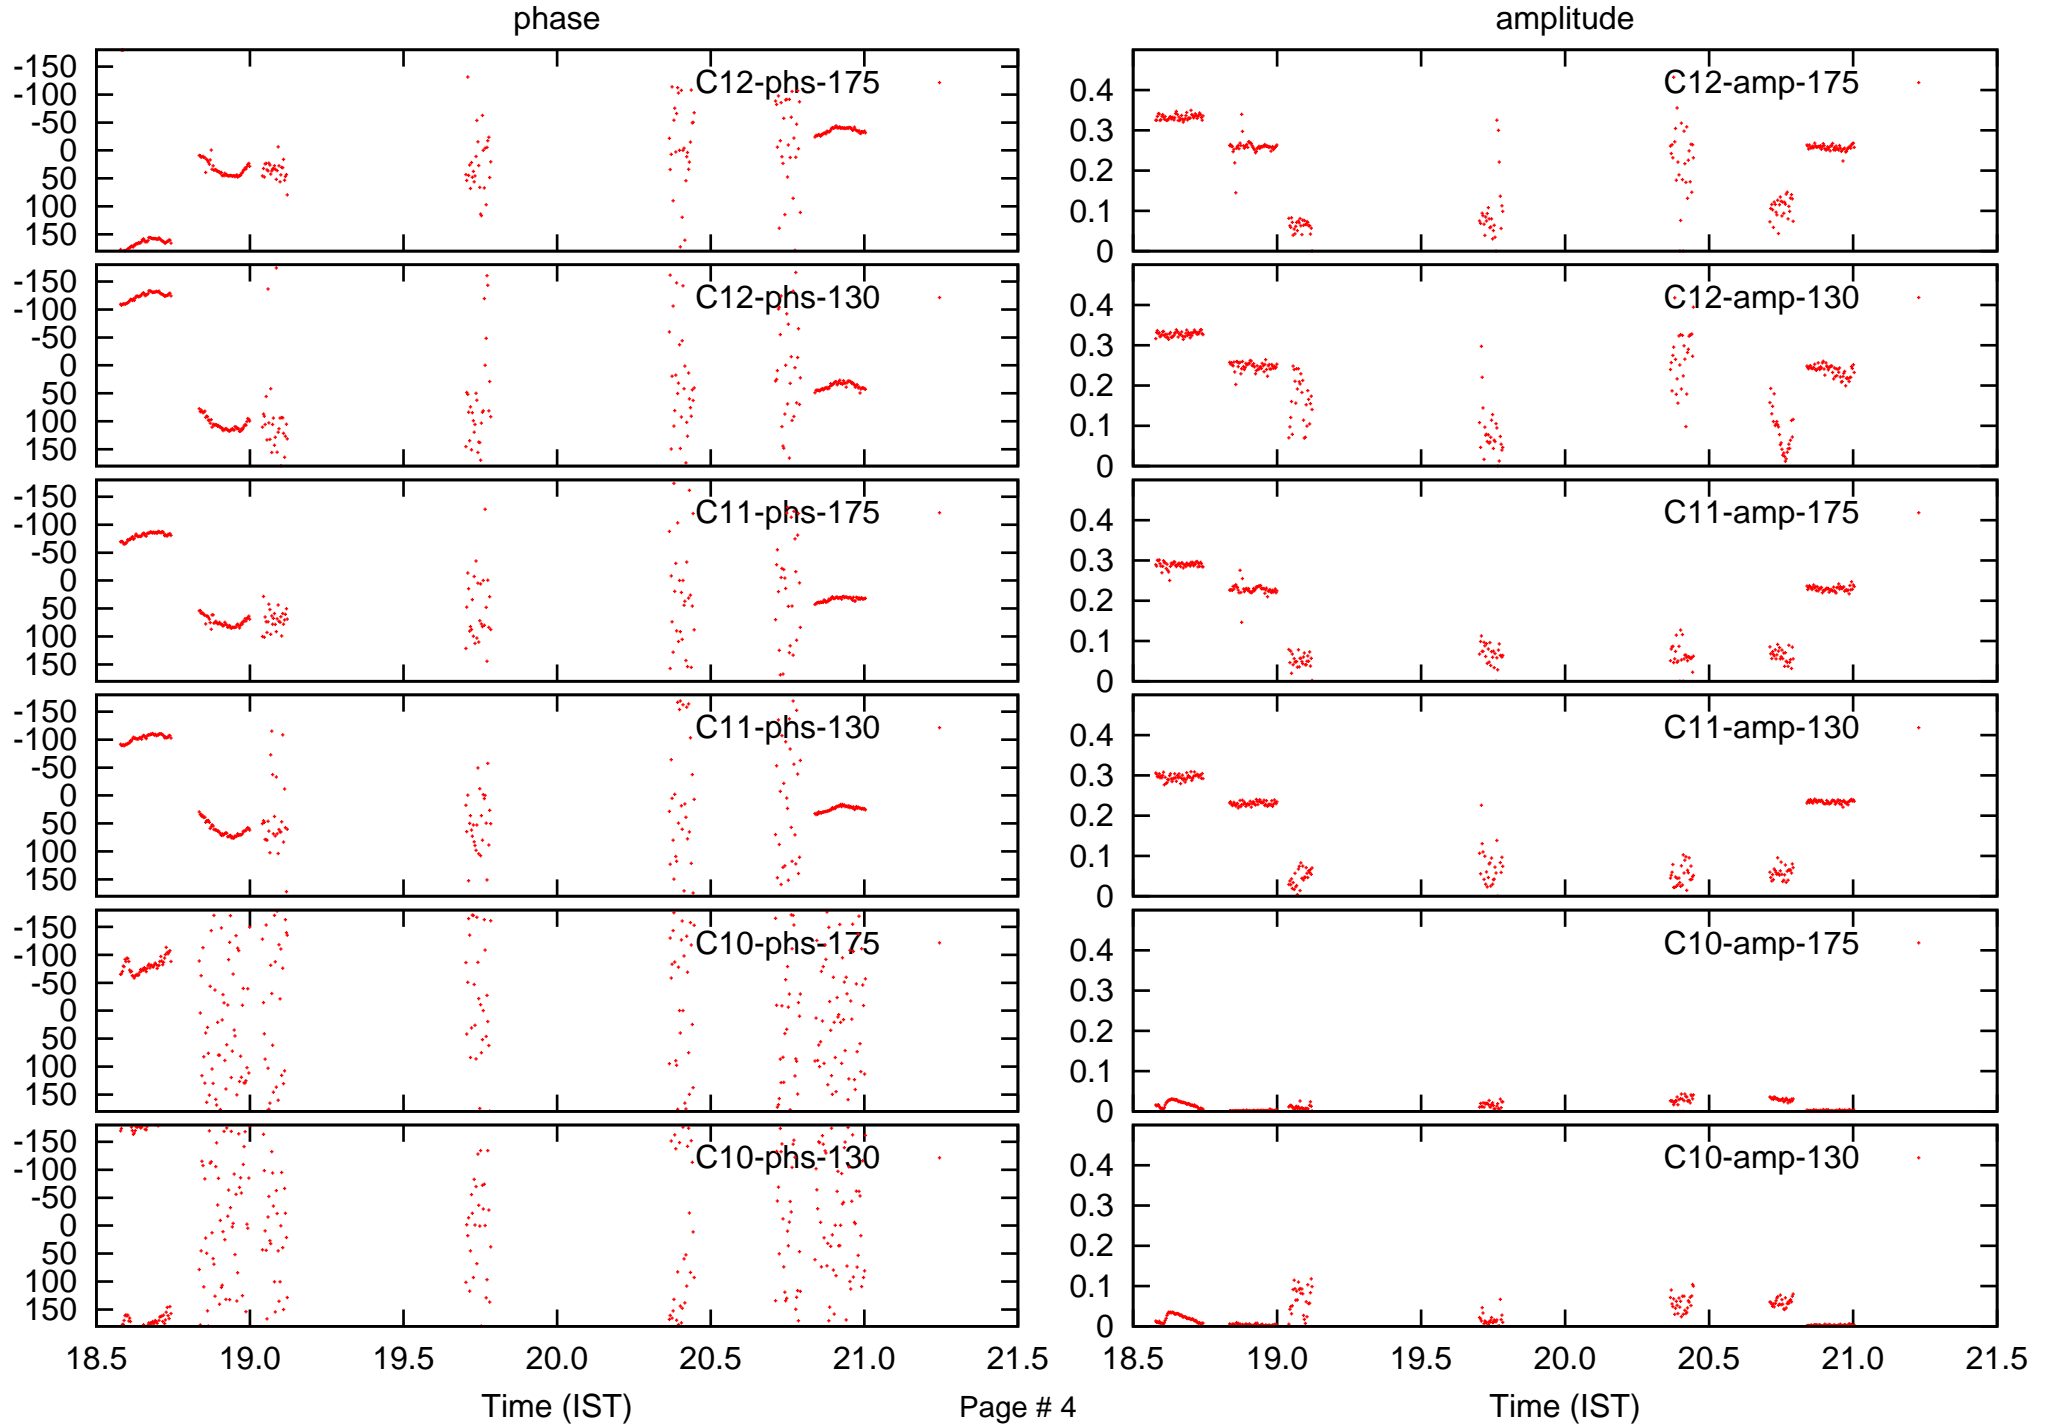 phase amplitude
-150 -100 -50 0 50 100 150 C12-phs-175
0.4 0.3 0.2 0.1 0 C12-amp-175
-150 -100 -50 0 50 100 150 C12-phs-130
0.4 0.3 0.2 0.1 0 C12-amp-130
-150 -100 -50 0 50 100 150 C11-phs-175
0.4 0.3 0.2 0.1 0 C11-amp-175
-150 -100 -50 0 50 100 150 C11-phs-130
0.4 0.3 0.2 0.1 0 C11-amp-130
-150 -100 -50 0 50 100 150 C10-phs-175
0.4 0.3 0.2 0.1 0 C10-amp-175
-150 -100 -50 0 50 100 150 C10-phs-130
0.4 0.3 0.2 0.1 0 C10-amp-130
18.5 19.0 19.5 20.0 20.5 21.0 21.5 18.5 19.0 19.5 20.0 20.5 21.0 21.5
Time (IST) Page # 4 Time (IST)